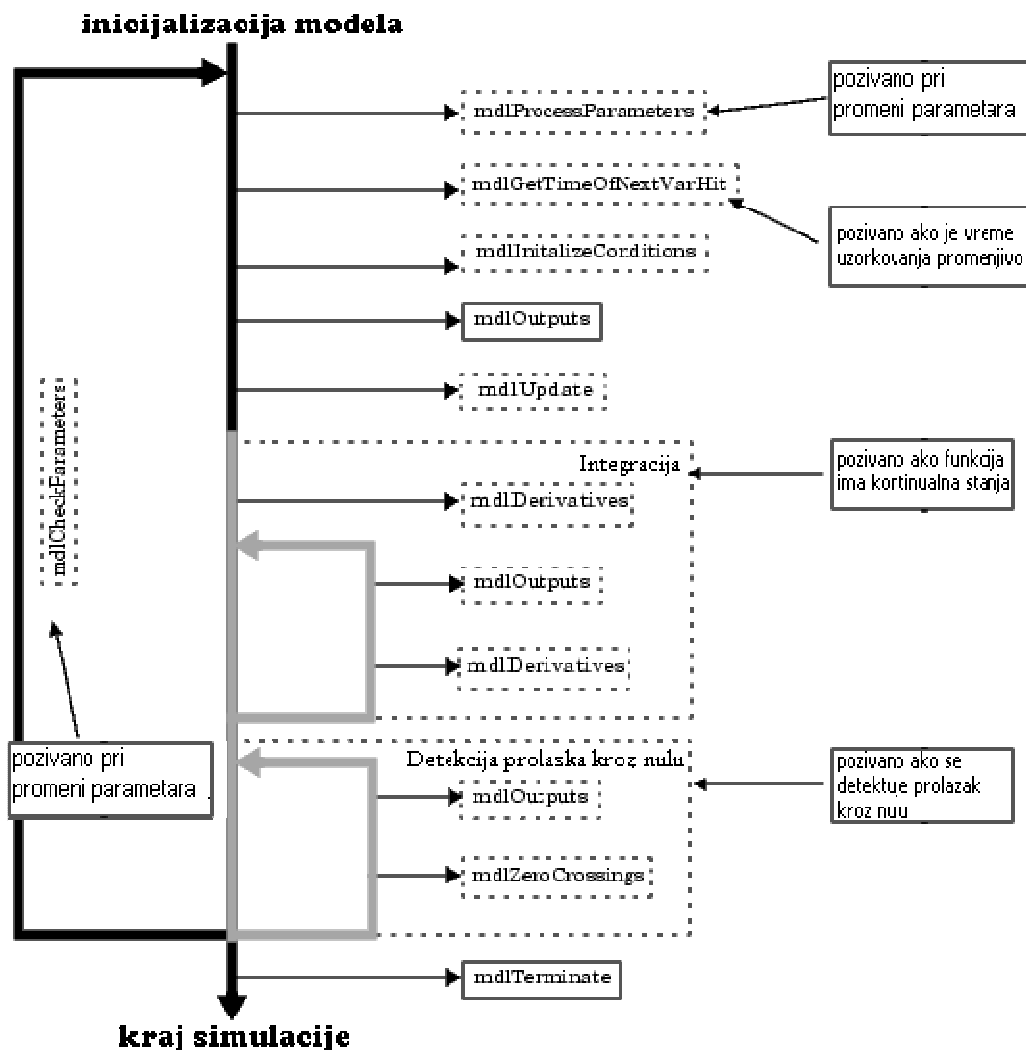 inicijalizacija modela
mdlProcessParameters
pozivano pri
promeni parametara
mdlGetTimeOfNextVarHit
pozivano ako je vreme
uzorkovanja promenjivo
mdlInitalizeConditions
mdlOutputs
mdlUpdate
mdlCheckParameters
Integracija
pozivano ako funkcija
ima kortinualna stanja
mdlDerivatives
mdlOutputs
mdlDerivatives
pozivano pri
promeni parametara
Detekcija prolaska kroz nulu
pozivano ako se
detektuje prolazak
kroz nuu
mdlOutputs
mdlZeroCrossings
mdlTerminate
kraj simulacije